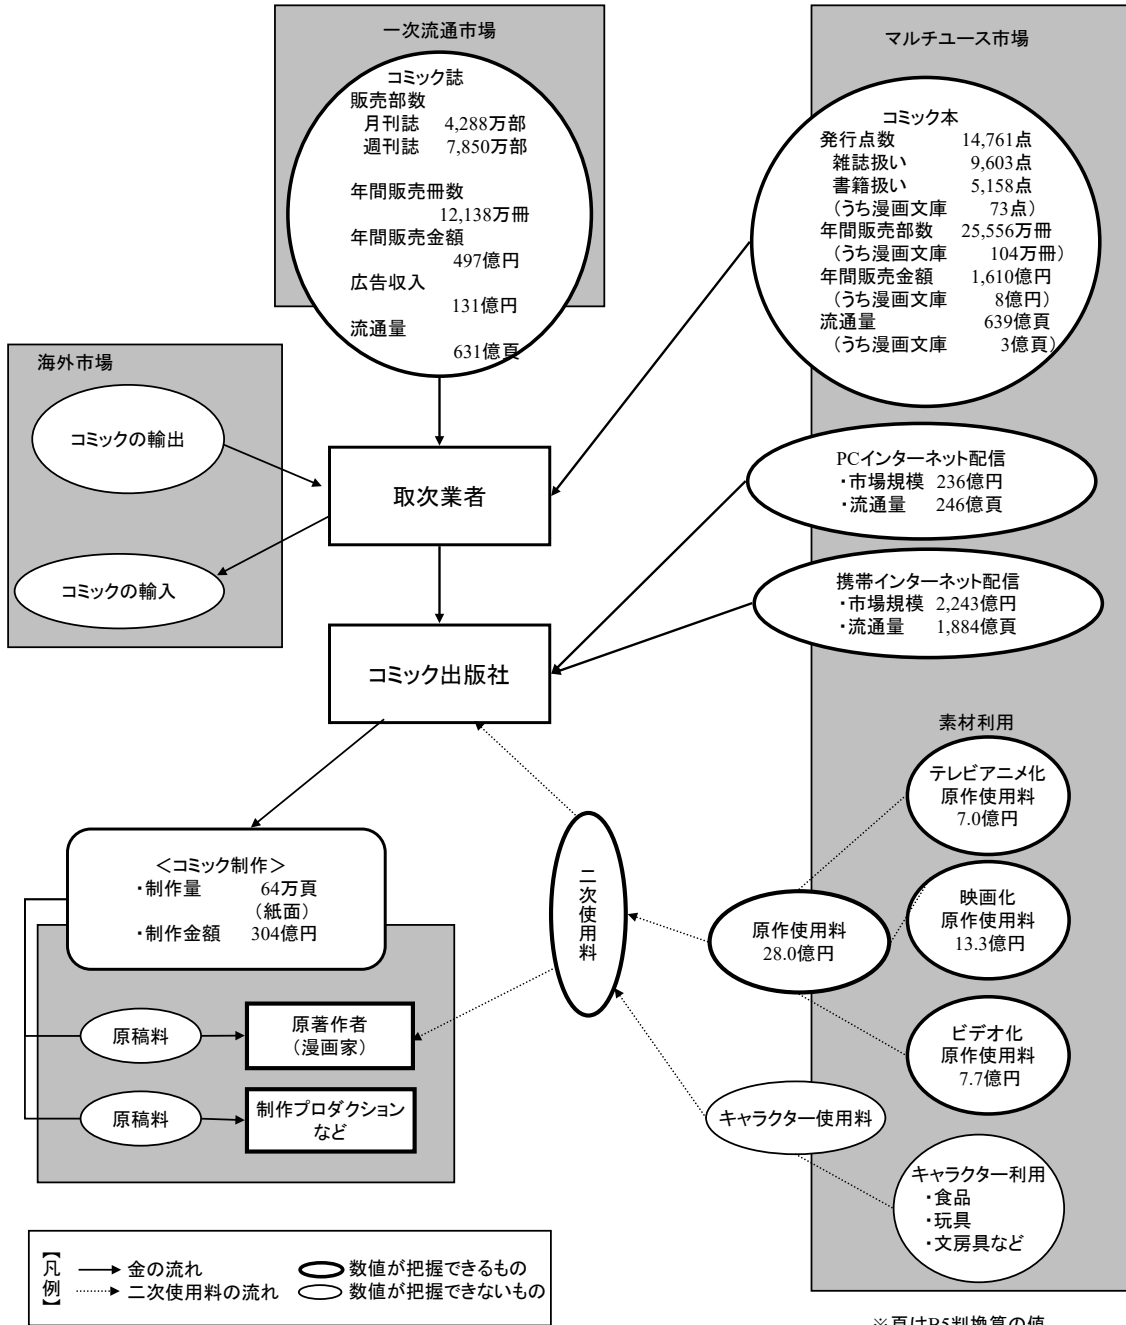 一次流通市場
コミック誌
販売部数
月刊誌 4,288万部
週刊誌 7,850万部
年間販売冊数
12,138万冊
年間販売金額
497億円
広告収入
131億円
流通量
631億頁
マルチユース市場
コミック本
発行点数 14,761点
雑誌扱い 9,603点
書籍扱い 5,158点
(うち漫画文庫 73点)
年間販売部数 25,556万冊
(うち漫画文庫 104万冊)
年間販売金額 1,610億円
(うち漫画文庫 8億円)
流通量 639億頁
(うち漫画文庫 3億頁)
海外市場
コミックの輸出
コミックの輸入
取次業者
コミック出版社
PCインターネット配信
・市場規模 236億円
・流通量 246億頁
携帯インターネット配信
・市場規模 2,243億円
・流通量 1,884億頁
素材利用
テレビアニメ化
原作使用料
7.0億円
映画化
原作使用料
13.3億円
ビデオ化
原作使用料
7.7億円
原作使用料
28.0億円
二次使用料
キャラクター使用料
キャラクター利用
・食品
・玩具
・文房具など
<コミック制作>
・制作量 64万頁
(紙面)
・制作金額 304億円
原稿料
原著作者
(漫画家)
原稿料
制作プロダクション
など
【凡例】
金の流れ
数値が把握できるもの
二次使用料の流れ
数値が把握できないもの
※頁はB5判換算の値